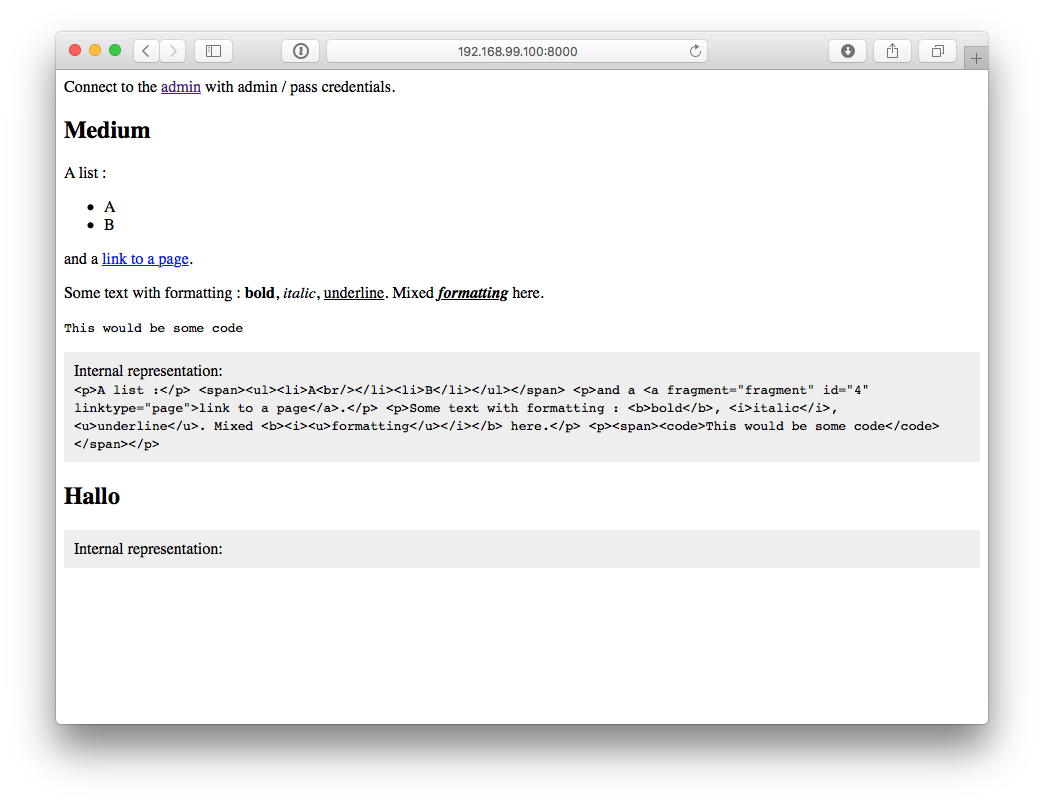 192.168.99.100:8000
Connect to the admin with admin / pass credentials.
Medium
A list :
A
B
and a link to a page.
Some text with formatting : bold, italic, underline. Mixed formatting here.
This would be some code
Internal representation:
<p>A list :</p> <span><ul><li>A<br/></li><li>B</li></ul></span> <p>and a <a fragment="fragment" id="4"
linktype="page">link to a page</a>.</p> <p>Some text with formatting : <b>bold</b>, <i>italic</i>,
<u>underline</u>. Mixed <b><i><u>formatting</u></i></b> here.</p> <p><span><code>This would be some code</code>
</span></p>
Hallo
Internal representation: